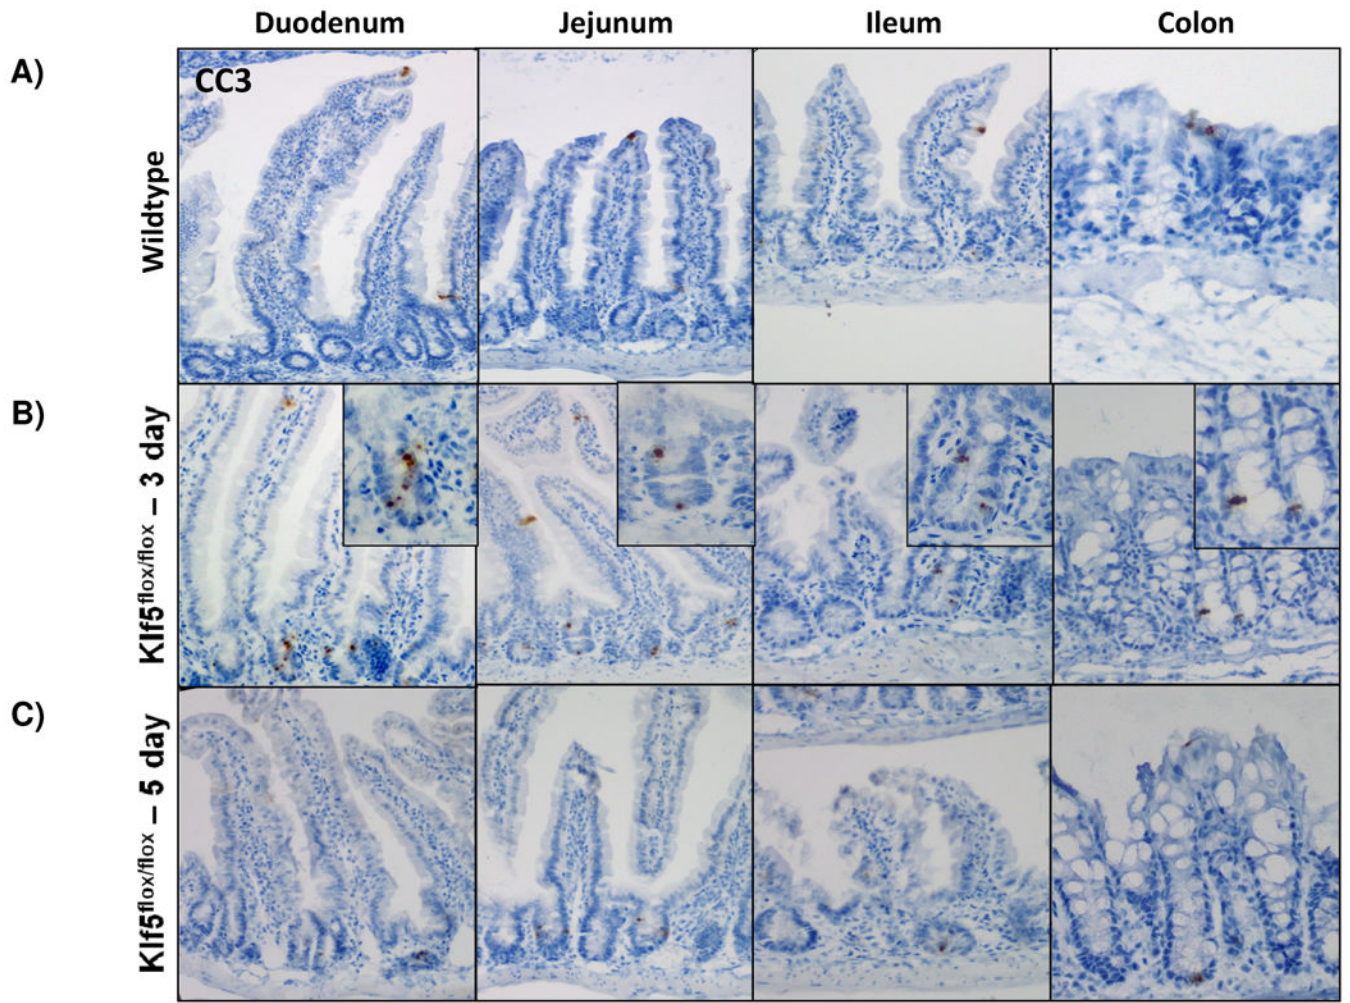 Duodenum Jejunum Ileum Colon
A)
CC3
Wildtype
B)
Klf5flox/flox – 3 day
C)
Klf5flox/flox – 5 day